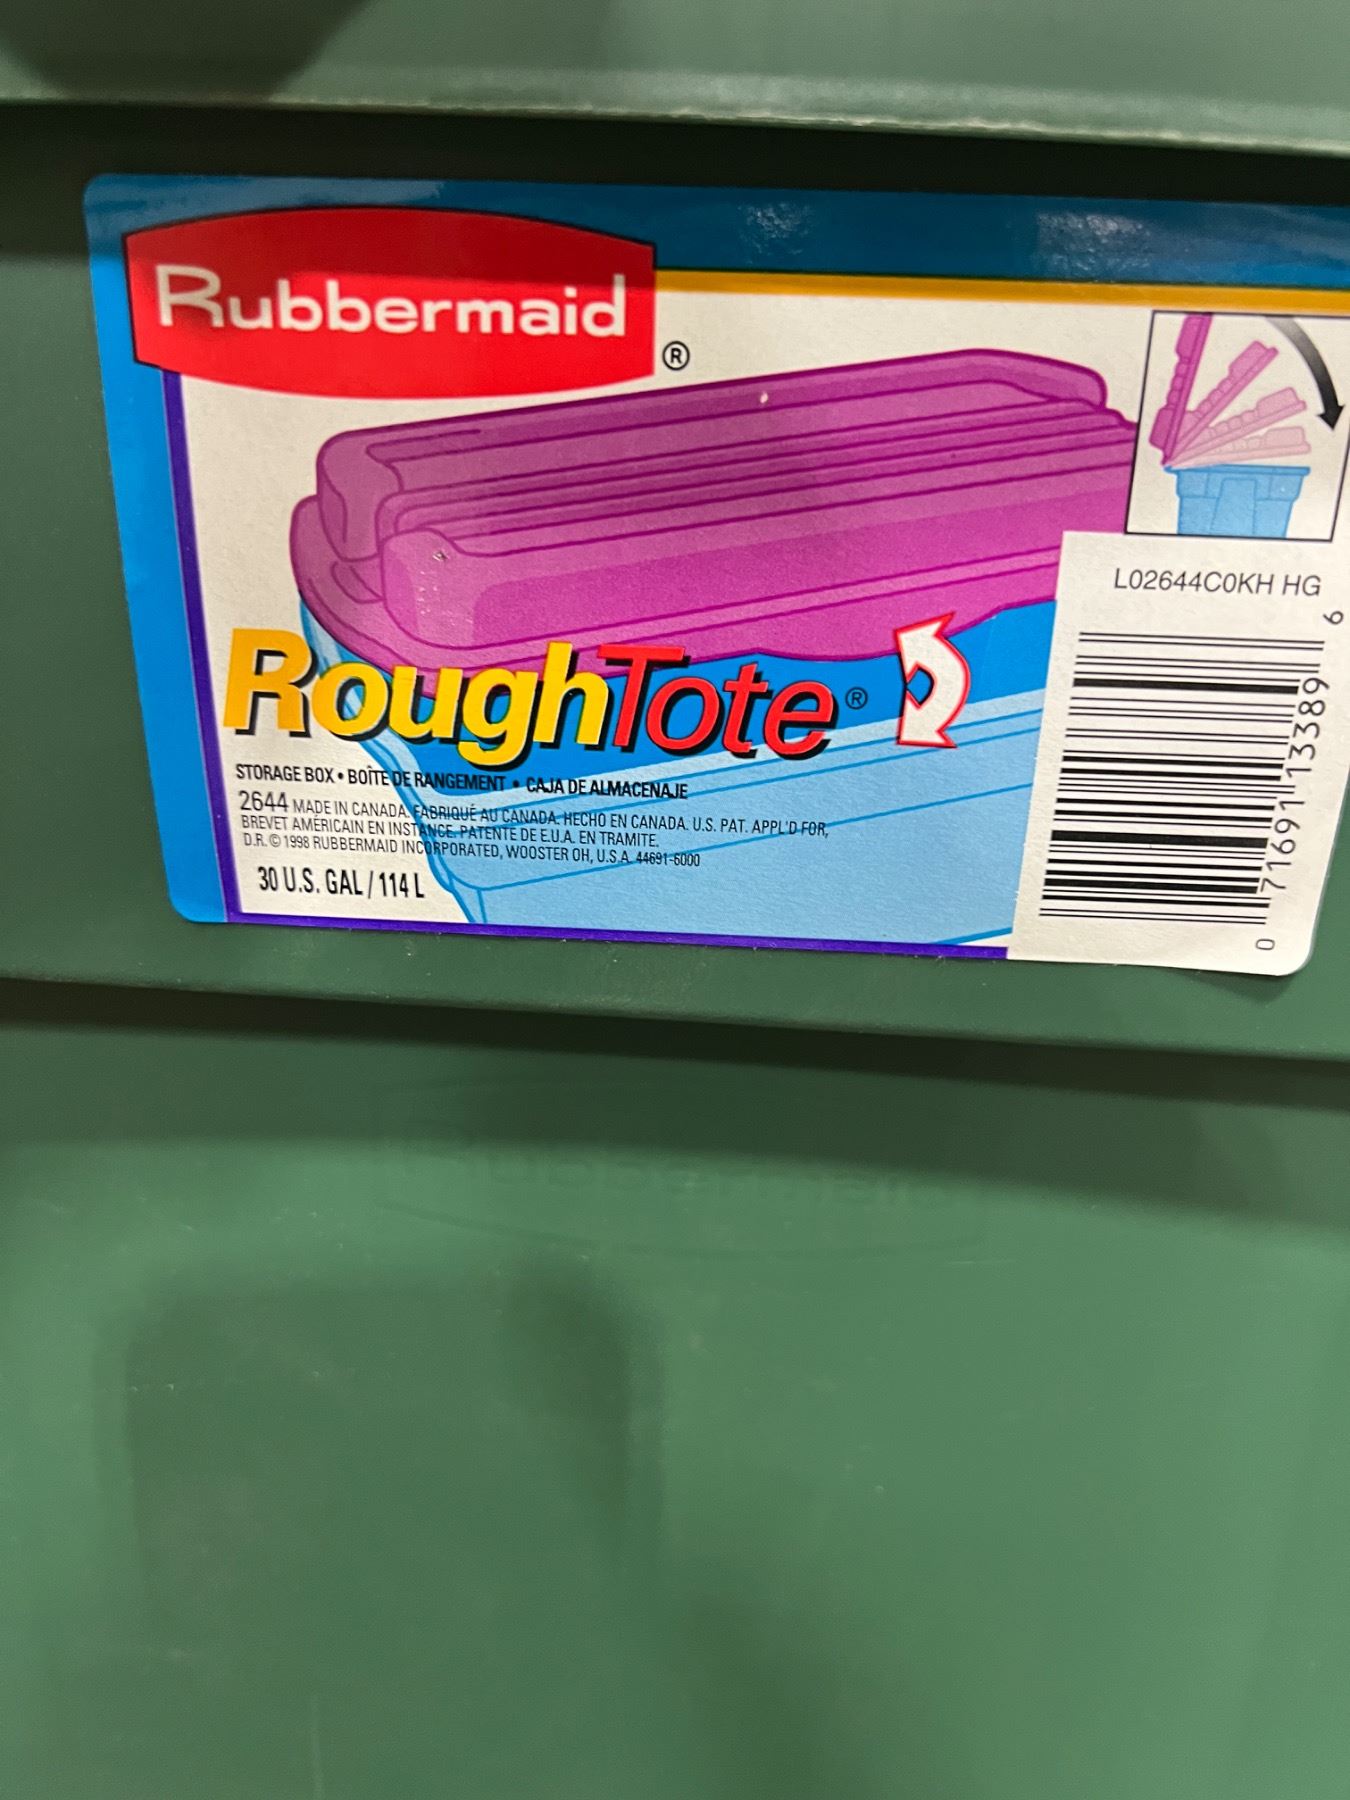 Rubbermaid
®
L02644C0KH HG
RoughTote®
STORAGE BOX • BOÎTE DE RANGEMENT • CAJA DE ALMACENAJE
2644 MADE IN CANADA. FABRIQUÉ AU CANADA. HECHO EN CANADA. U.S. PAT. APPL'D FOR,
BREVET AMÉRICAIN EN INSTANCE. PATENTE DE E.U.A. EN TRAMITE.
D.R. © 1998 RUBBERMAID INCORPORATED, WOOSTER OH, U.S.A. 44691-6000
30 U.S. GAL / 114 L
0 71691 13389 6